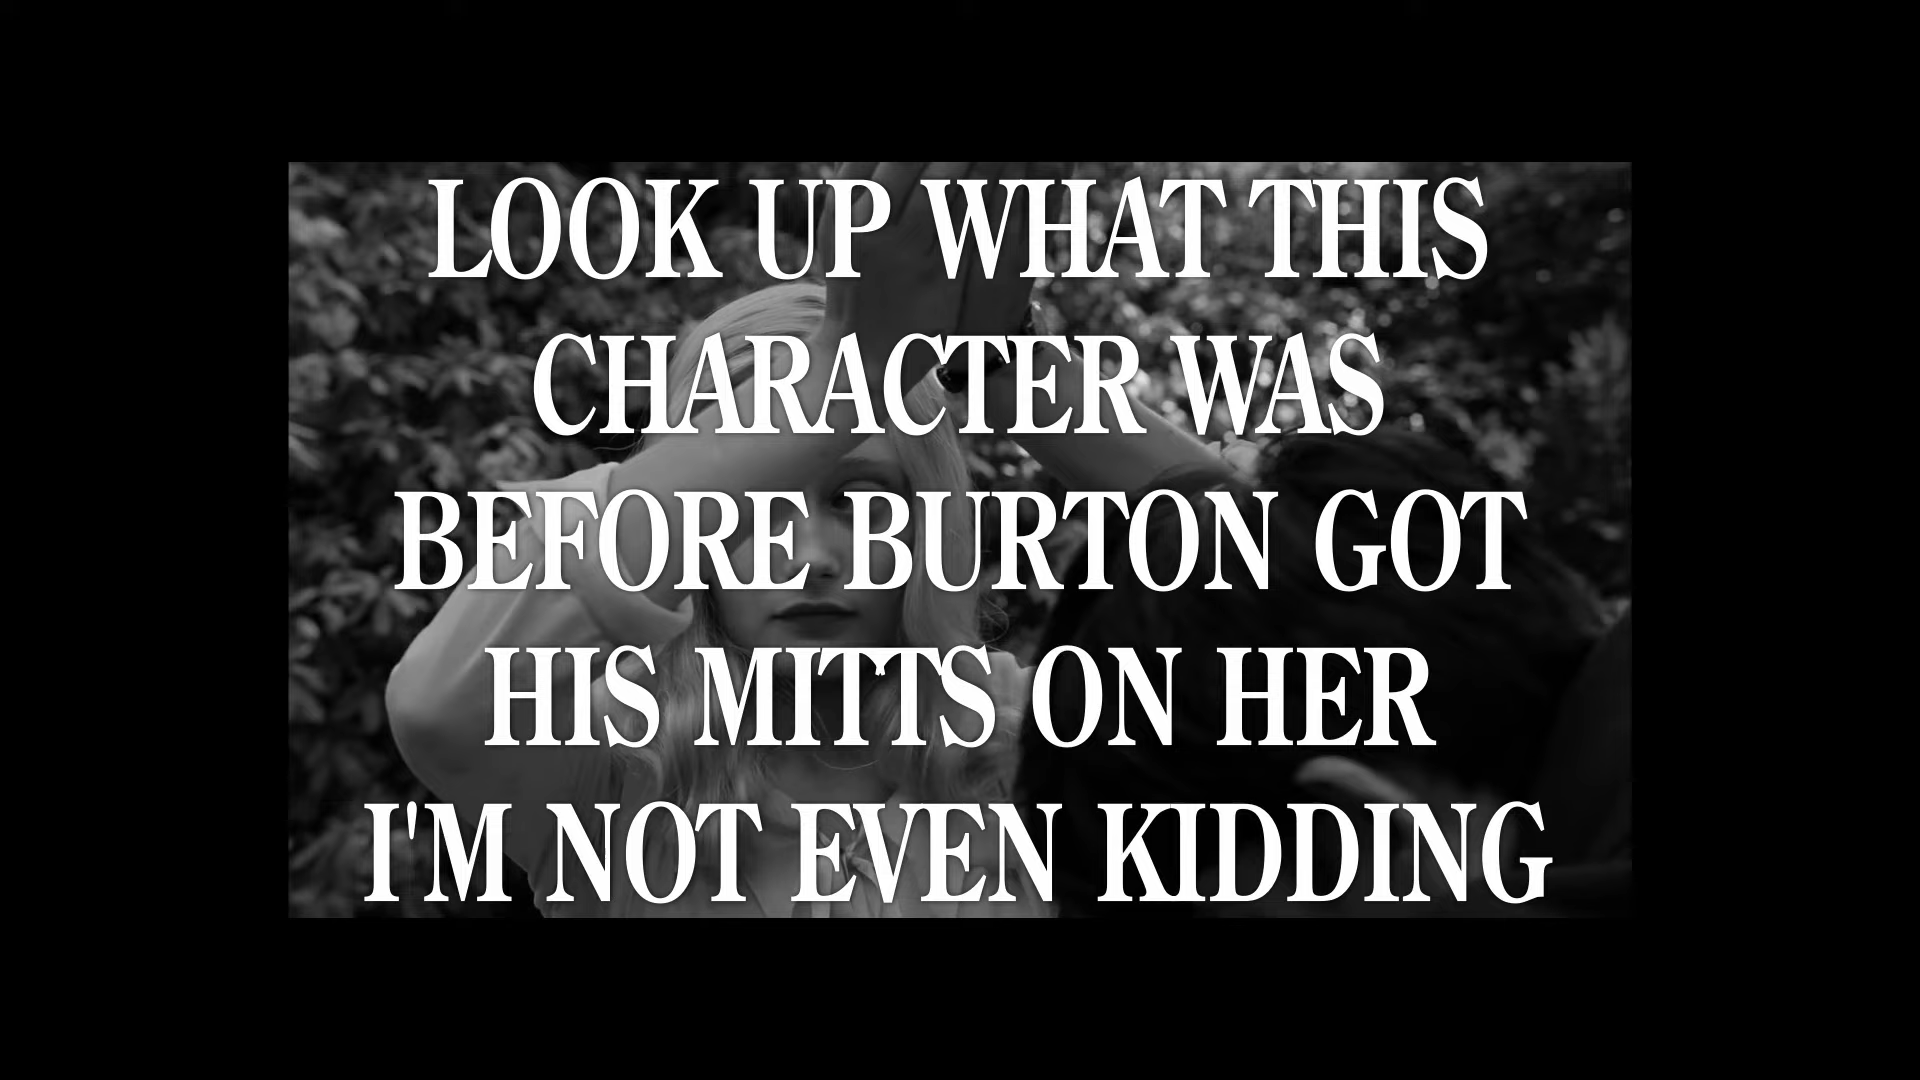 LOOK UP WHAT THIS
CHARACTER WAS
BEFORE BURTON GOT
HIS MITTS ON HER
I'M NOT EVEN KIDDING